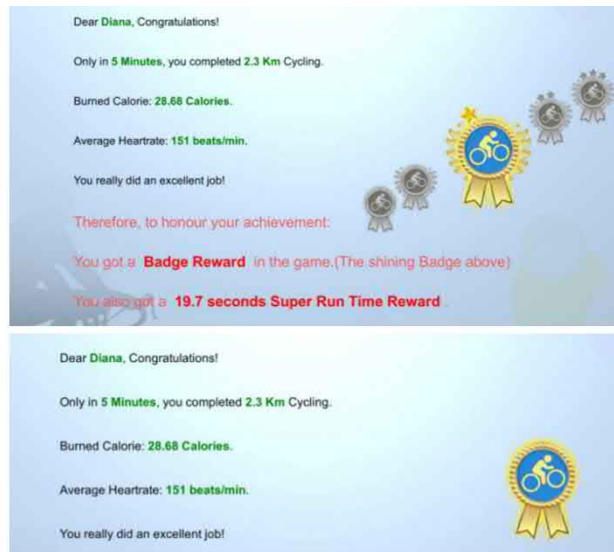 Dear Diana, Congratulations!
Only in 5 Minutes, you completed 2.3 Km Cycling.
Burned Calorie: 28.68 Calories.
Average Heartrate: 151 beats/min.
You really did an excellent job!
Therefore, to honour your achievement:
You got a Badge Reward in the game.(The shining Badge above)
You also got a 19.7 seconds Super Run Time Reward.
Dear Diana, Congratulations!
Only in 5 Minutes, you completed 2.3 Km Cycling.
Burned Calorie: 28.68 Calories.
Average Heartrate: 151 beats/min.
You really did an excellent job!